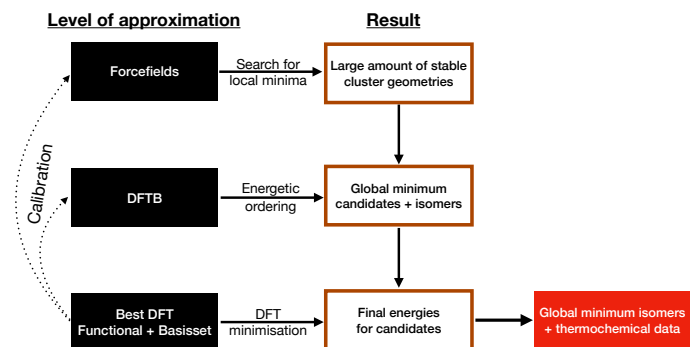 Level of approximation
Result
Forcefields
Search for
local minima
Large amount of stable
cluster geometries
Calibration
DFTB
Energetic
ordering
Global minimum
candidates + isomers
Best DFT
Functional + Basisset
DFT
minimisation
Final energies
for candidates
Global minimum isomers
+ thermochemical data